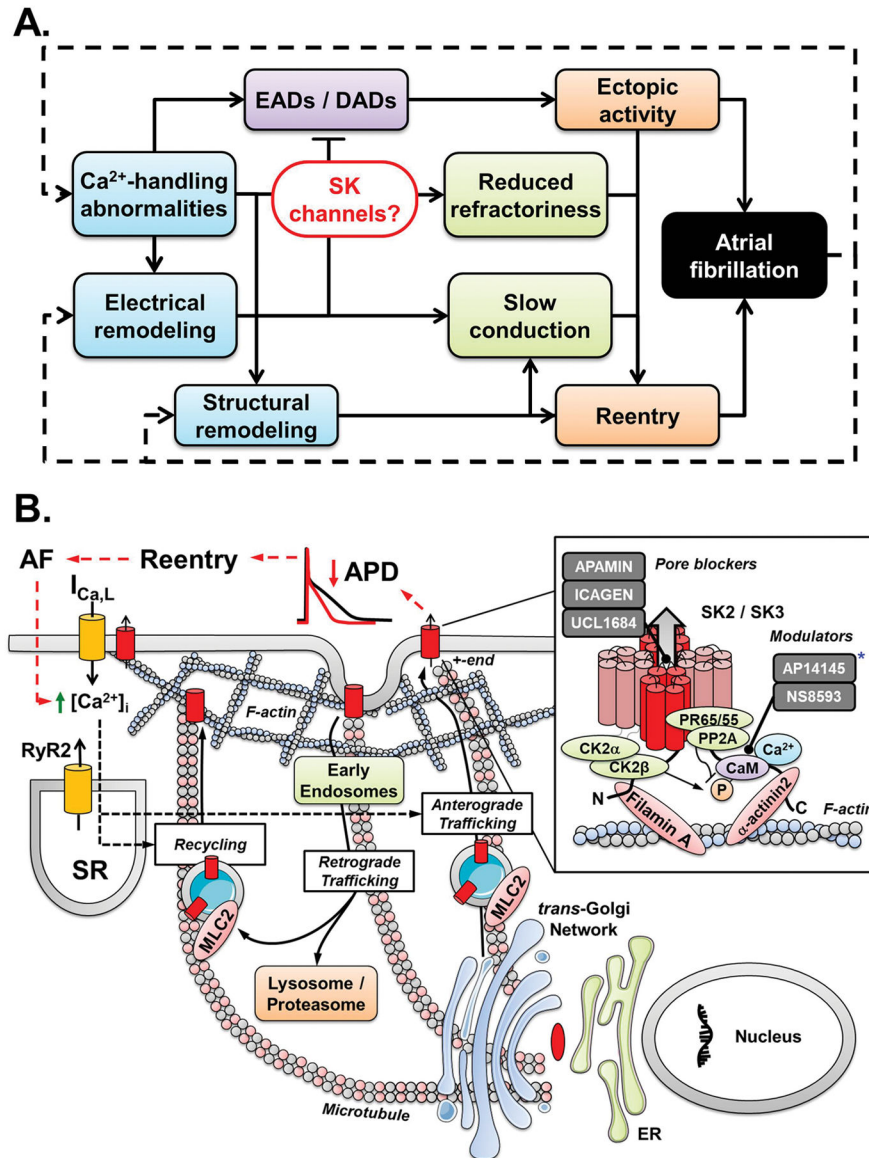 A.
EADs / DADs
Ectopic
activity
Ca²⁺-handling
abnormalities
SK
channels?
Reduced
refractoriness
Atrial
fibrillation
Electrical
remodeling
Slow
conduction
Structural
remodeling
Reentry
B.
AF
Reentry
APD
I_Ca,L
[Ca²⁺]i
RyR2
SR
F-actin
+-end
Early
Endosomes
Recycling
Retrograde
Trafficking
Anterograde
Trafficking
MLC2
MLC2
Lysosome /
Proteasome
Microtubule
trans-Golgi
Network
ER
Nucleus
APAMIN
ICAGEN
UCL1684
Pore blockers
SK2 / SK3
Modulators
AP14145
*
NS8593
PR65/55
PP2A
CK2α
CK2β
CaM
Ca²⁺
P
N
C
Filamin A
α-actinin2
F-actin